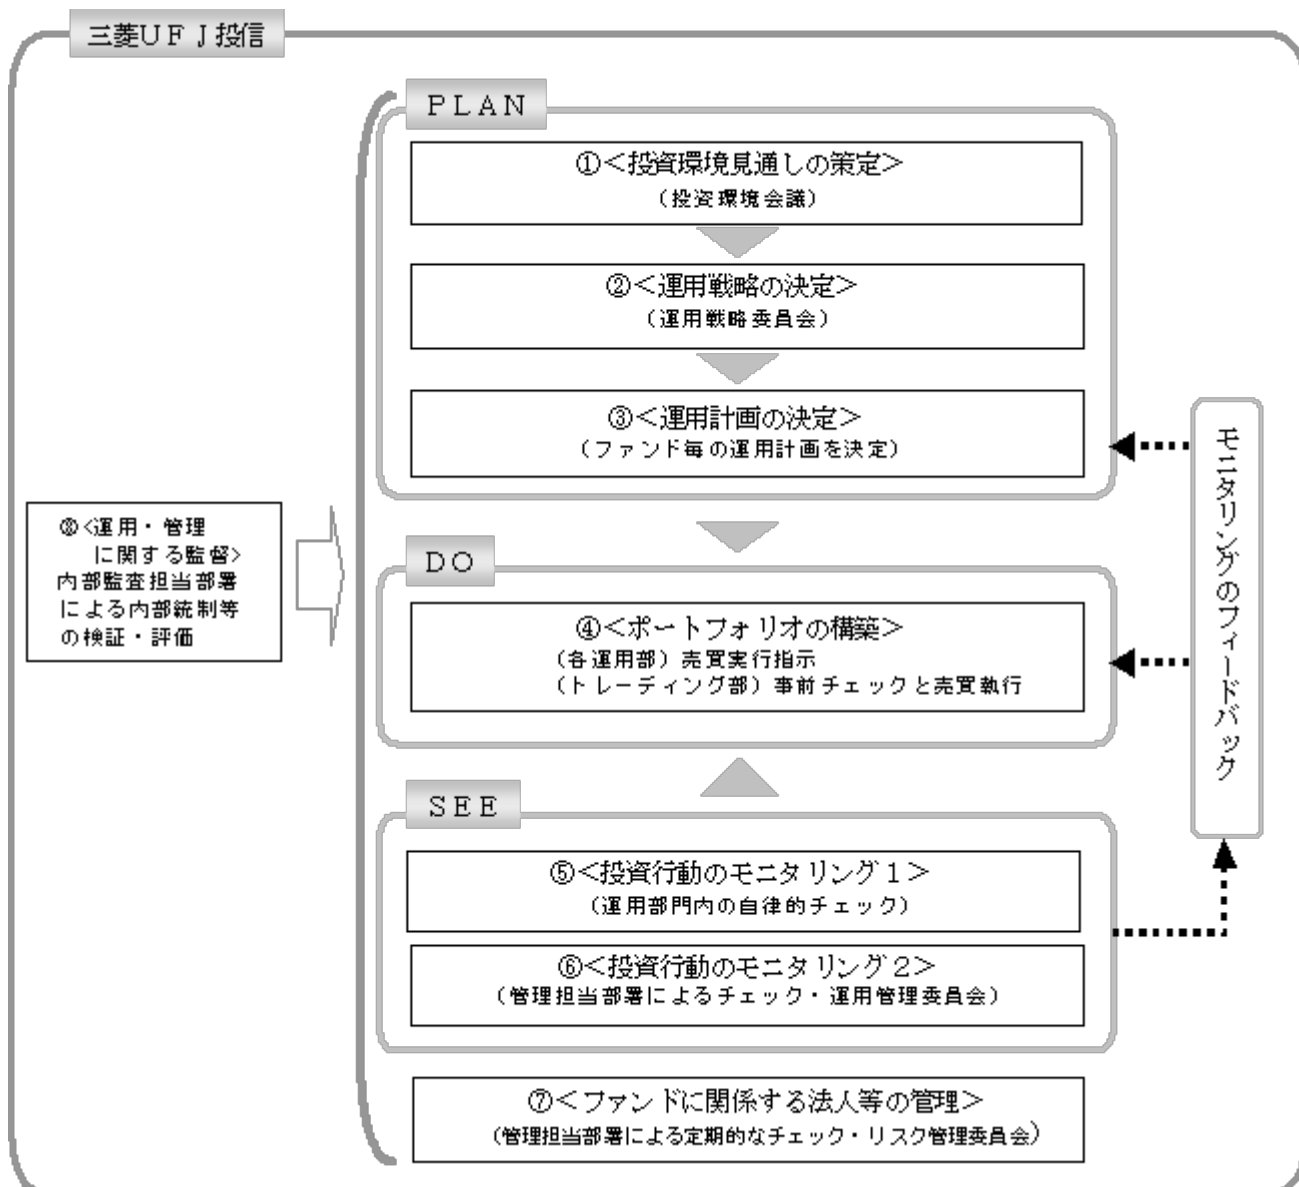 三菱ＵＦＪ投信
ＰＬＡＮ
①＜投資環境見通しの策定＞
（投資環境会議）
②＜運用戦略の決定＞
（運用戦略委員会）
③＜運用計画の決定＞
（ファンド毎の運用計画を決定）
モニタリングのフィードバック
⑧<運用・管理
に関する監督>
内部監査担当部署
による内部統制等
の検証・評価
ＤＯ
④＜ポートフォリオの構築＞
（各運用部）売買実行指示
（トレーディング部）事前チェックと売買執行
ＳＥＥ
⑤＜投資行動のモニタリング１＞
（運用部門内の自律的チェック）
⑥＜投資行動のモニタリング２＞
（管理担当部署によるチェック・運用管理委員会）
⑦＜ファンドに関係する法人等の管理＞
（管理担当部署による定期的なチェック・リスク管理委員会）